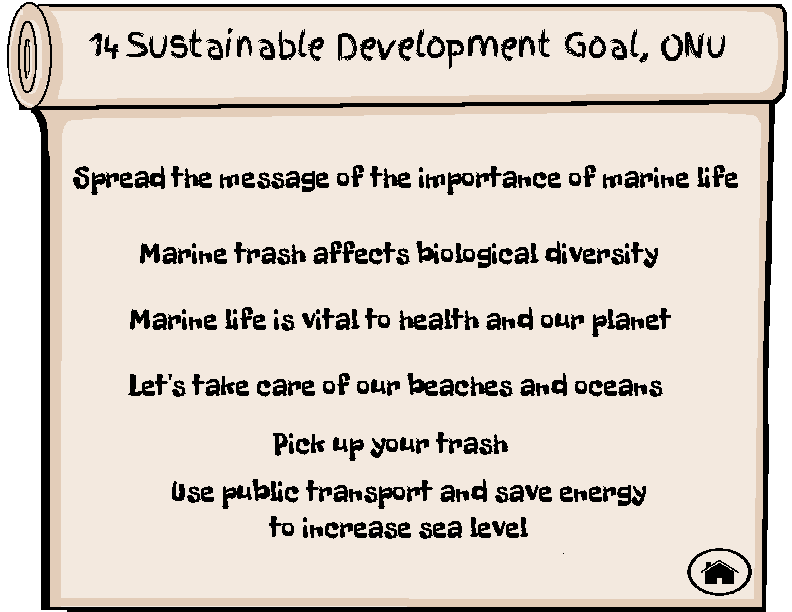 14 Sustainable Development Goal, ONU
Spread the message of the importance of marine life
Marine trash affects biological diversity
Marine life is vital to health and our planet
Let's take care of our beaches and oceans
Pick up your trash
Use public transport and save energy
to increase sea level